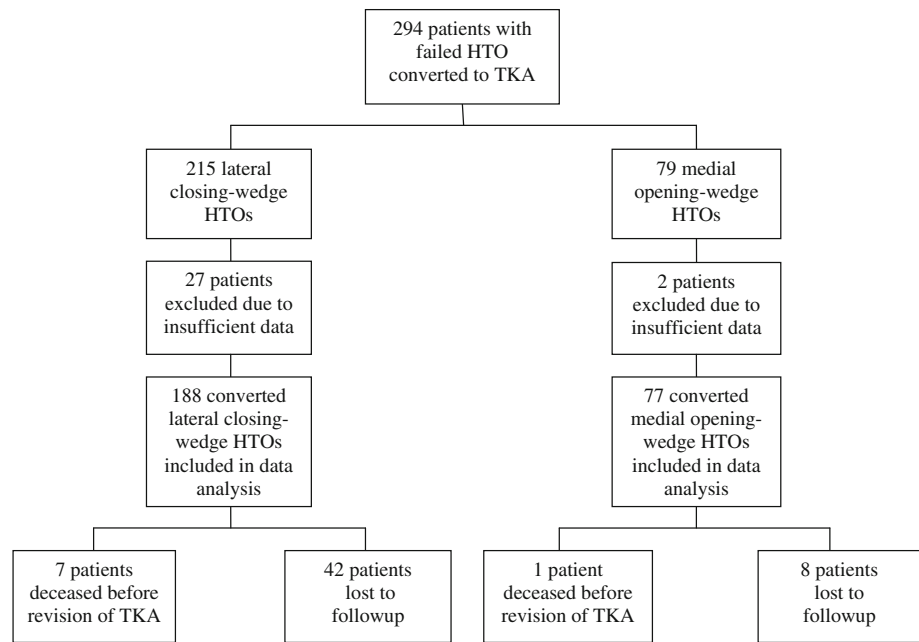 294 patients with
failed HTO
converted to TKA
215 lateral
closing-wedge
HTOs
79 medial
opening-wedge
HTOs
27 patients
excluded due to
insufficient data
2 patients
excluded due to
insufficient data
188 converted
lateral closing-
wedge HTOs
included in data
analysis
77 converted
medial opening-
wedge HTOs
included in data
analysis
7 patients
deceased before
revision of TKA
42 patients
lost to
followup
1 patient
deceased before
revision of TKA
8 patients
lost to
followup